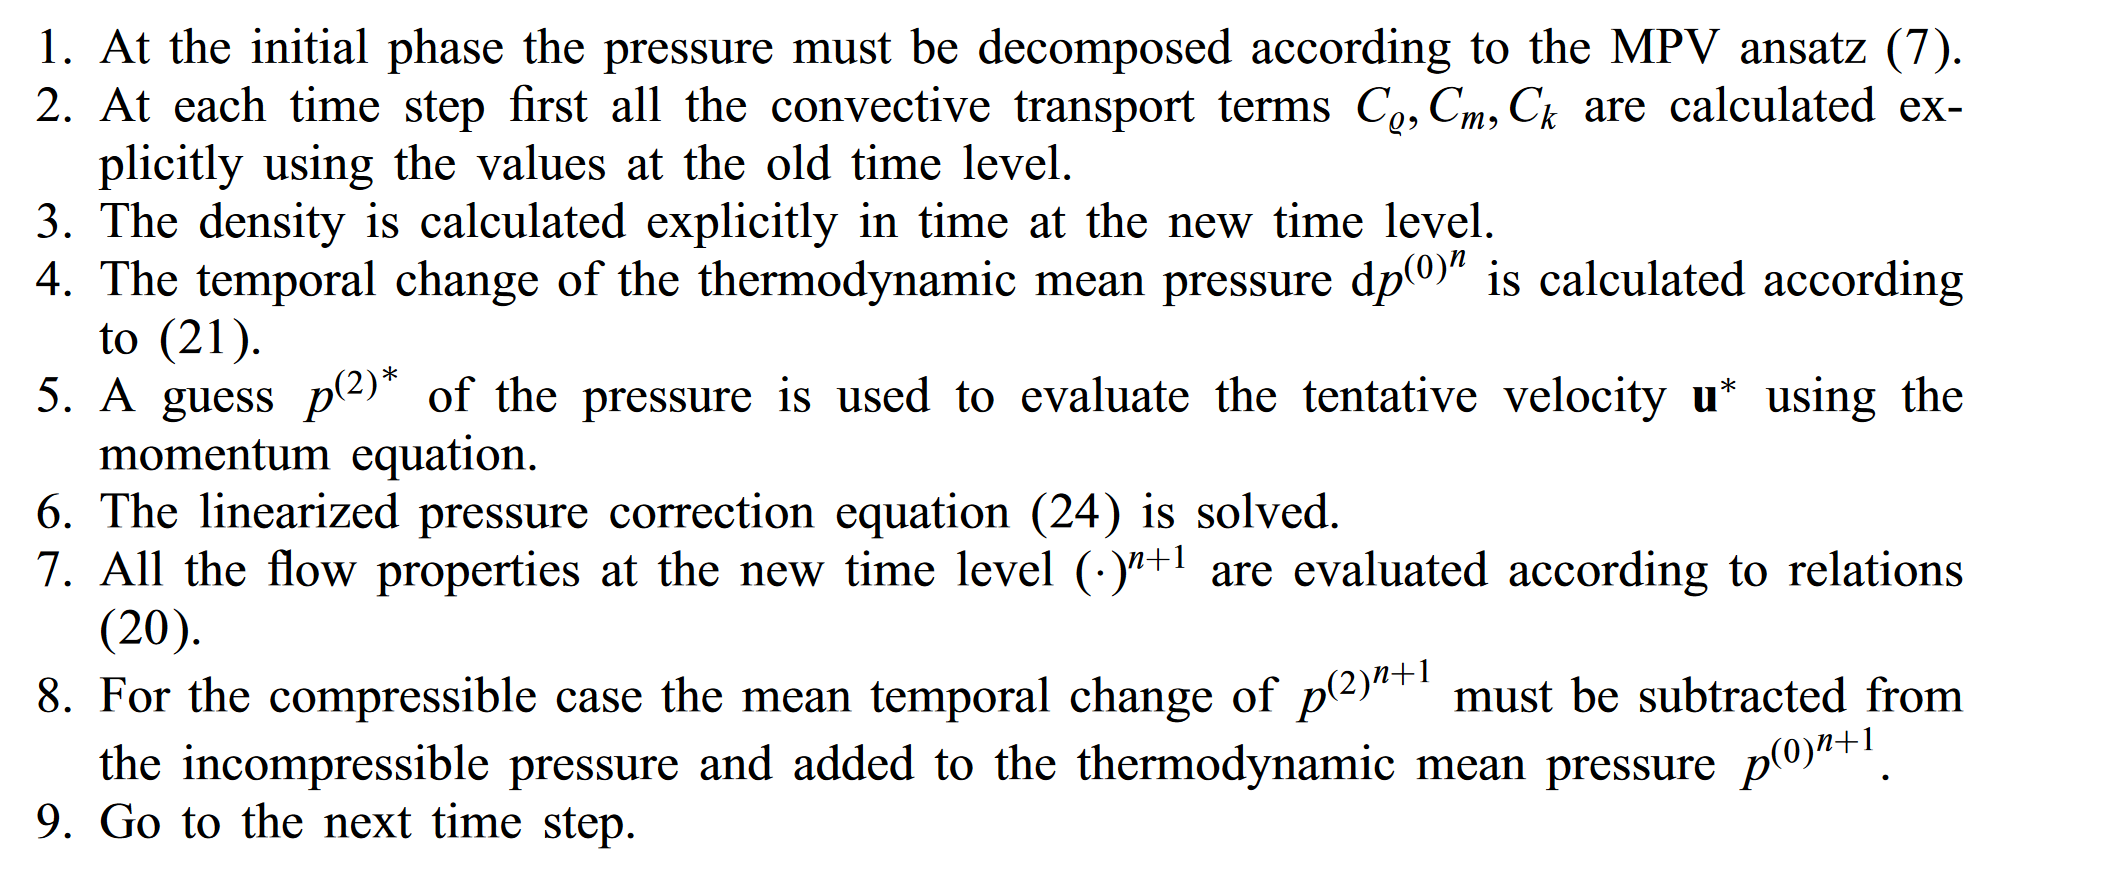 1. At the initial phase the pressure must be decomposed according to the MPV ansatz (7).
2. At each time step first all the convective transport terms $C_\varrho, C_m, C_k$ are calculated ex-
plicitly using the values at the old time level.
3. The density is calculated explicitly in time at the new time level.
4. The temporal change of the thermodynamic mean pressure $\mathrm{d}p^{(0)^n}$ is calculated according
to (21).
5. A guess $p^{(2)^*}$ of the pressure is used to evaluate the tentative velocity $\mathbf{u}^*$ using the
momentum equation.
6. The linearized pressure correction equation (24) is solved.
7. All the flow properties at the new time level $(\cdot)^{n+1}$ are evaluated according to relations
(20).
8. For the compressible case the mean temporal change of $p^{(2)^{n+1}}$ must be subtracted from
the incompressible pressure and added to the thermodynamic mean pressure $p^{(0)^{n+1}}$.
9. Go to the next time step.